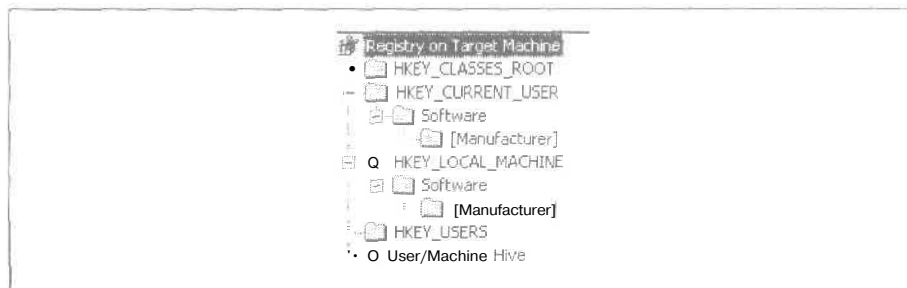 Registry on Target Machine
• HKEY_CLASSES_ROOT
HKEY_CURRENT_USER
Software
[Manufacturer]
Q HKEY_LOCAL_MACHINE
Software
[Manufacturer]
HKEY_USERS
O User/Machine Hive